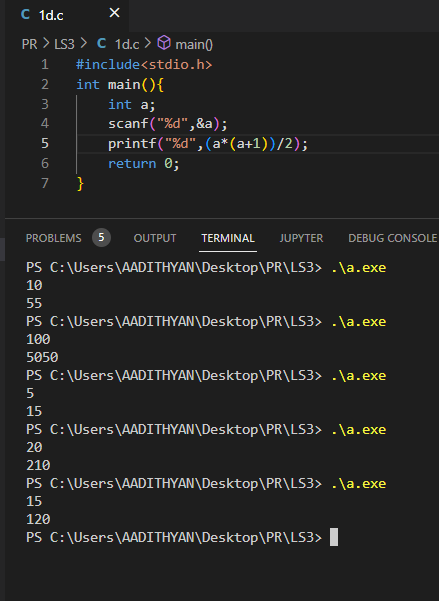 C 1d.c ×
PR > LS3 > C 1d.c > main()
1 #include<stdio.h>
2 int main(){
3 int a;
4 scanf("%d",&a);
5 printf("%d",(a*(a+1))/2);
6 return 0;
7 }
PROBLEMS 5 OUTPUT TERMINAL JUPYTER DEBUG CONSOLE
PS C:\Users\AADITHYAN\Desktop\PR\LS3> .\a.exe
10
55
PS C:\Users\AADITHYAN\Desktop\PR\LS3> .\a.exe
100
5050
PS C:\Users\AADITHYAN\Desktop\PR\LS3> .\a.exe
5
15
PS C:\Users\AADITHYAN\Desktop\PR\LS3> .\a.exe
20
210
PS C:\Users\AADITHYAN\Desktop\PR\LS3> .\a.exe
15
120
PS C:\Users\AADITHYAN\Desktop\PR\LS3>